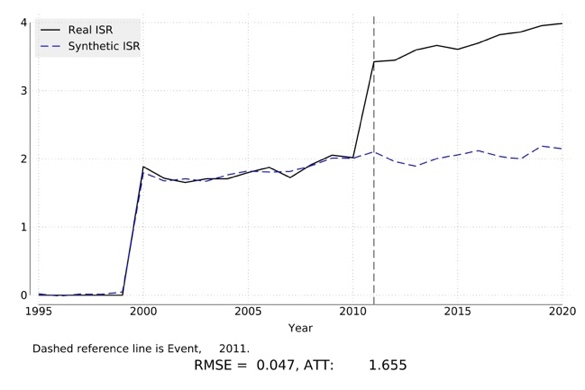 4
Real ISR
Synthetic ISR
3
2
1
0
1995 2000 2005 2010 2015 2020
Year
Dashed reference line is Event, 2011.
RMSE = 0.047, ATT: 1.655